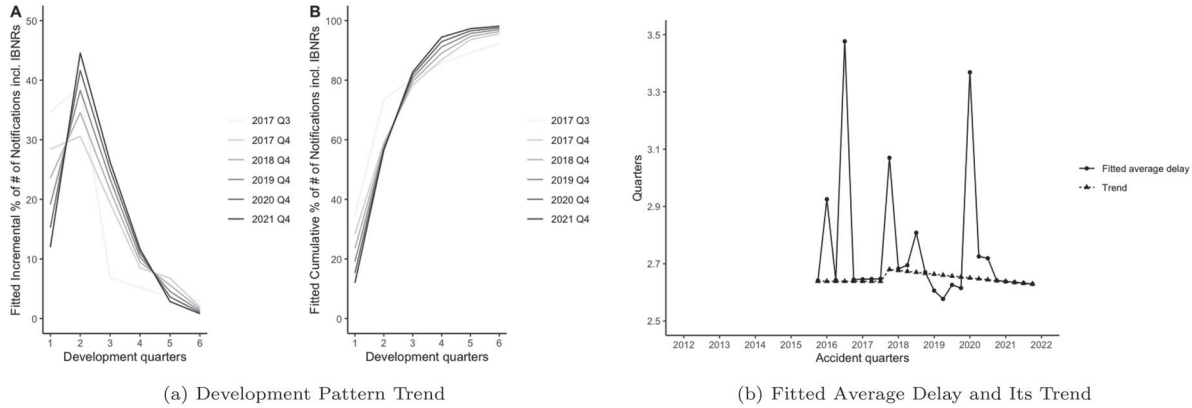 A
50
40
30
20
10
0
Fitted Incremental % of # of Notifications incl. IBNRs
1 2 3 4 5 6
Development quarters
2017 Q3
2017 Q4
2018 Q4
2019 Q4
2020 Q4
2021 Q4
B
100
80
60
40
20
0
Fitted Cumulative % of # of Notifications incl. IBNRs
1 2 3 4 5 6
Development quarters
2017 Q3
2017 Q4
2018 Q4
2019 Q4
2020 Q4
2021 Q4
(a) Development Pattern Trend
3.5
3.3
3.1
2.9
2.7
2.5
Quarters
2012 2013 2014 2015 2016 2017 2018 2019 2020 2021 2022
Accident quarters
Fitted average delay
Trend
(b) Fitted Average Delay and Its Trend